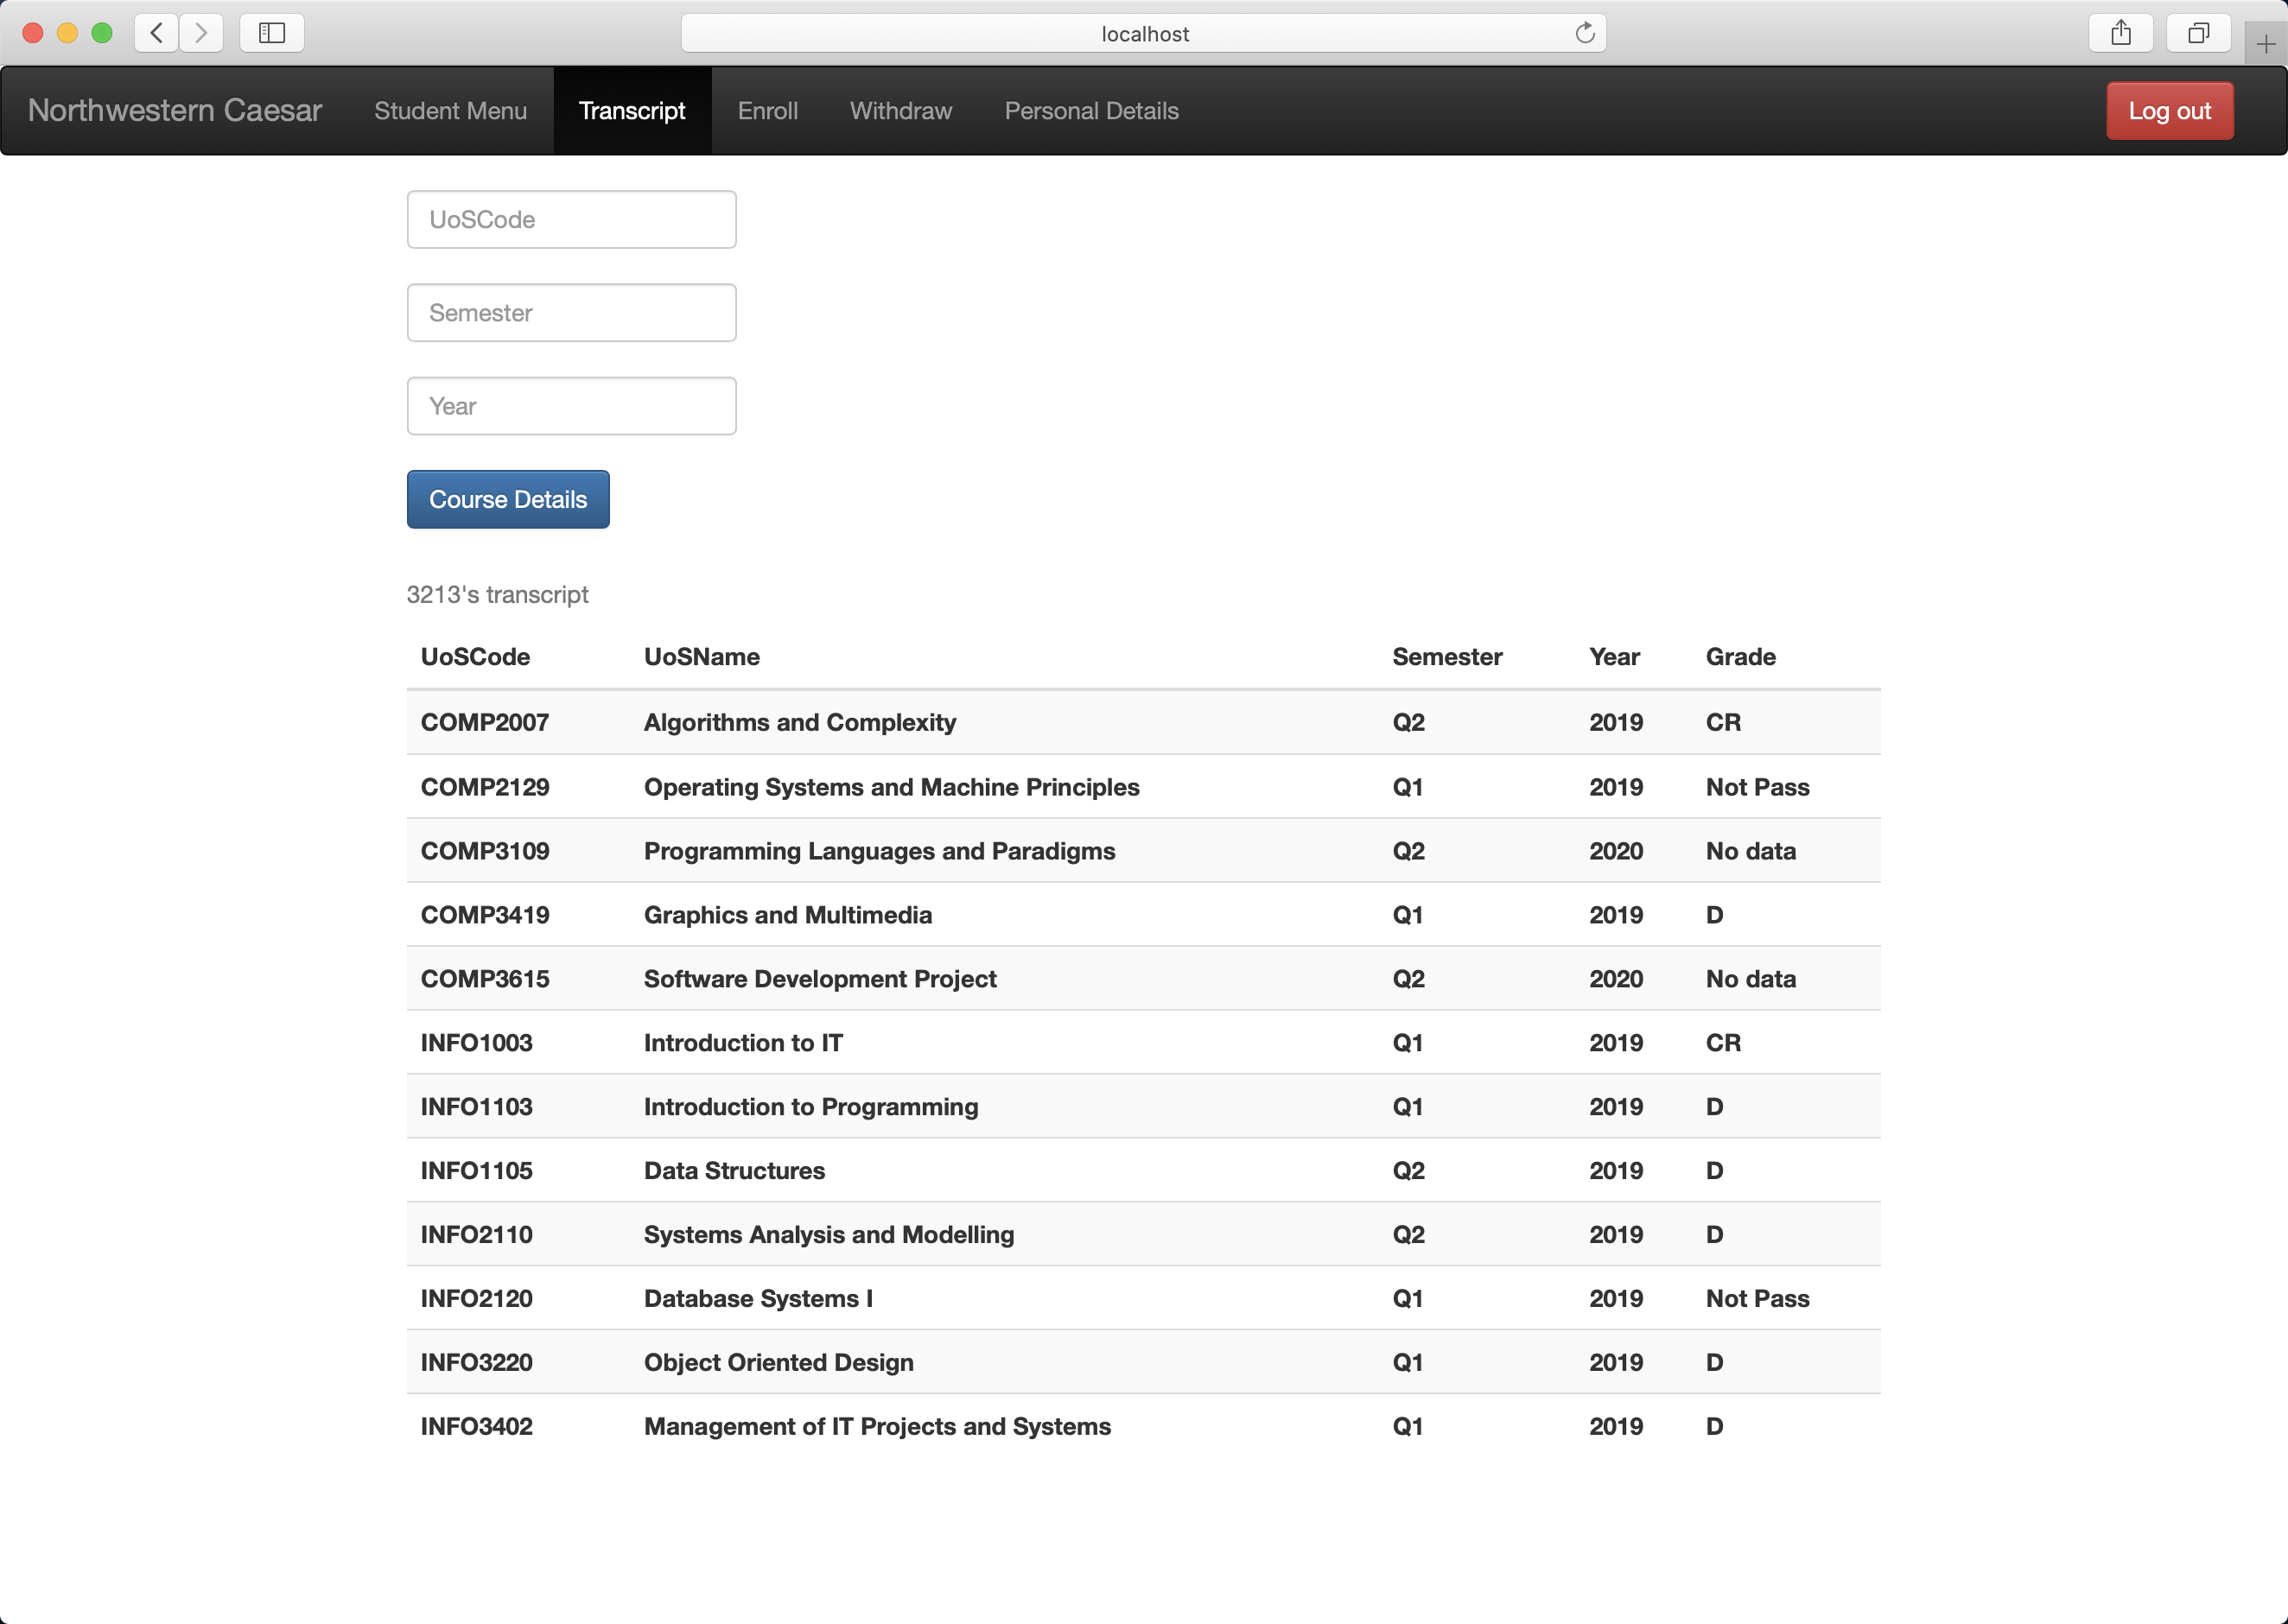 localhost
Northwestern Caesar Student Menu Transcript Enroll Withdraw Personal Details Log out
UoSCode
Semester
Year
Course Details
3213's transcript
UoSCode UoSName Semester Year Grade
COMP2007 Algorithms and Complexity Q2 2019 CR
COMP2129 Operating Systems and Machine Principles Q1 2019 Not Pass
COMP3109 Programming Languages and Paradigms Q2 2020 No data
COMP3419 Graphics and Multimedia Q1 2019 D
COMP3615 Software Development Project Q2 2020 No data
INFO1003 Introduction to IT Q1 2019 CR
INFO1103 Introduction to Programming Q1 2019 D
INFO1105 Data Structures Q2 2019 D
INFO2110 Systems Analysis and Modelling Q2 2019 D
INFO2120 Database Systems I Q1 2019 Not Pass
INFO3220 Object Oriented Design Q1 2019 D
INFO3402 Management of IT Projects and Systems Q1 2019 D